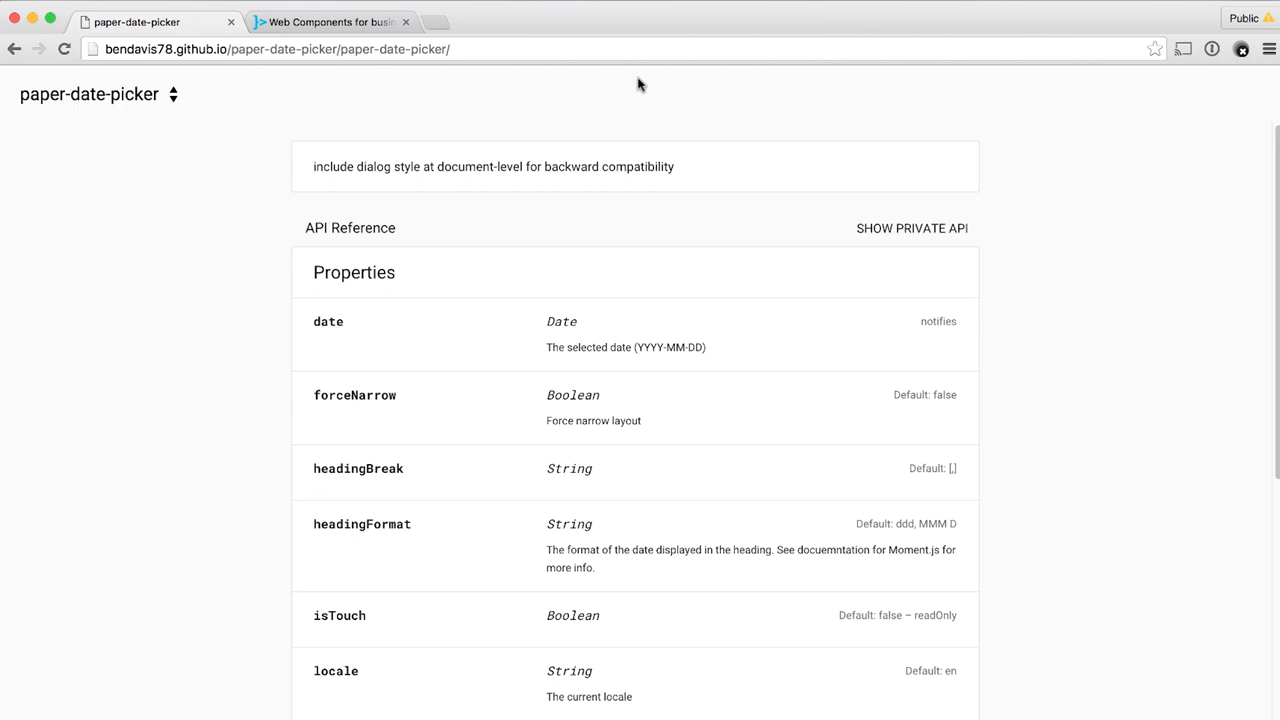 paper-date-picker
Web Components for busin
Public
bendavis78.github.io/paper-date-picker/paper-date-picker/
paper-date-picker
include dialog style at document-level for backward compatibility
API Reference
SHOW PRIVATE API
Properties
date
Date
notifies
The selected date (YYYY-MM-DD)
forceNarrow
Boolean
Default: false
Force narrow layout
headingBreak
String
Default: [,]
headingFormat
String
Default: ddd, MMM D
The format of the date displayed in the heading. See docuemntation for Moment.js for
more info.
isTouch
Boolean
Default: false – readOnly
locale
String
Default: en
The current locale